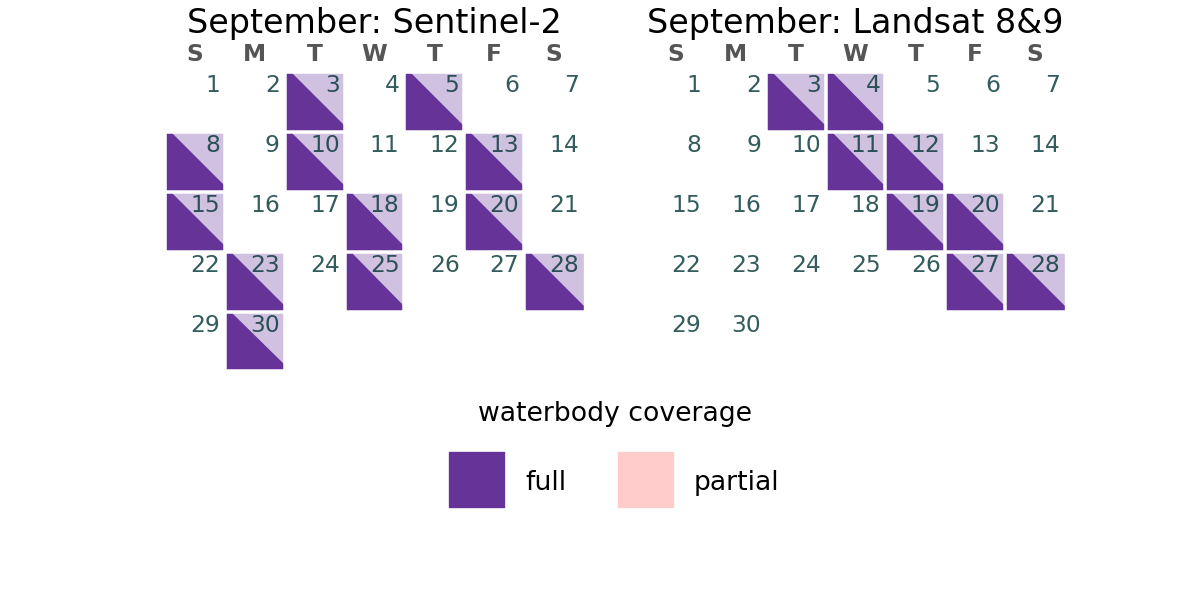 September: Sentinel-2
S M T W T F S
1 2 3 4 5 6 7
8 9 10 11 12 13 14
15 16 17 18 19 20 21
22 23 24 25 26 27 28
29 30
September: Landsat 8&9
S M T W T F S
1 2 3 4 5 6 7
8 9 10 11 12 13 14
15 16 17 18 19 20 21
22 23 24 25 26 27 28
29 30
waterbody coverage
full partial